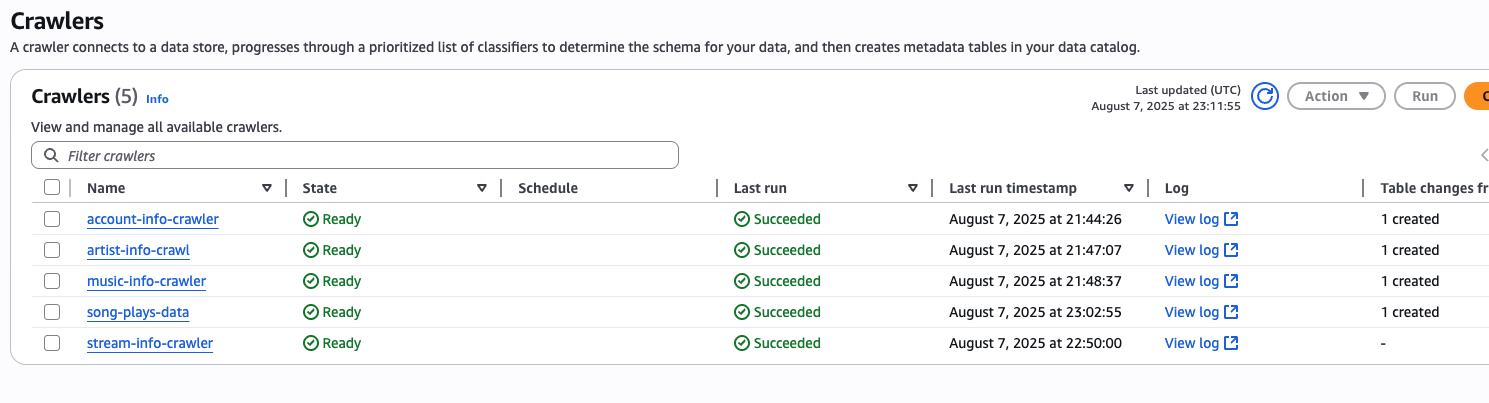 Crawlers
A crawler connects to a data store, progresses through a prioritized list of classifiers to determine the schema for your data, and then creates metadata tables in your data catalog.
Crawlers (5) Info
Last updated (UTC)
August 7, 2025 at 23:11:55
Action
Run
View and manage all available crawlers.
Filter crawlers
Name State Schedule Last run Last run timestamp Log Table changes fr
account-info-crawler Ready Succeeded August 7, 2025 at 21:44:26 View log 1 created
artist-info-crawl Ready Succeeded August 7, 2025 at 21:47:07 View log 1 created
music-info-crawler Ready Succeeded August 7, 2025 at 21:48:37 View log 1 created
song-plays-data Ready Succeeded August 7, 2025 at 23:02:55 View log 1 created
stream-info-crawler Ready Succeeded August 7, 2025 at 22:50:00 View log -